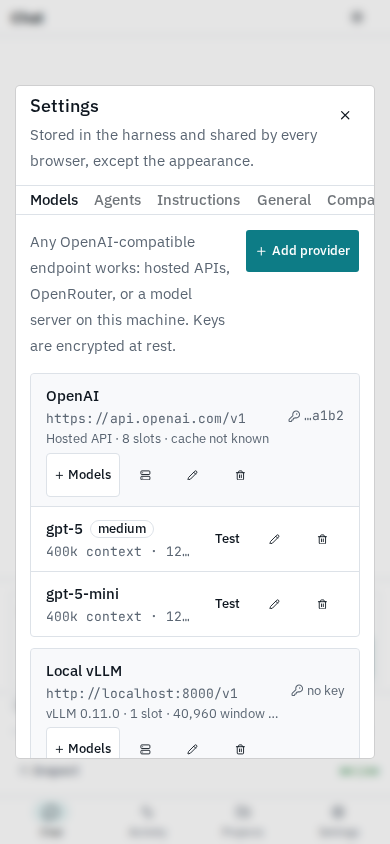 Chat
Settings
Stored in the harness and shared by every
browser, except the appearance.
Models Agents Instructions General Compa
Any OpenAI-compatible
endpoint works: hosted APIs,
OpenRouter, or a model
server on this machine. Keys
are encrypted at rest.
+ Add provider
OpenAI
https://api.openai.com/v1
…a1b2
Hosted API · 8 slots · cache not known
+ Models
gpt-5 medium
400k context · 12…
Test
gpt-5-mini
400k context · 12…
Test
Local vLLM
http://localhost:8000/v1
no key
vLLM 0.11.0 · 1 slot · 40,960 window …
+ Models
Chat
Settings